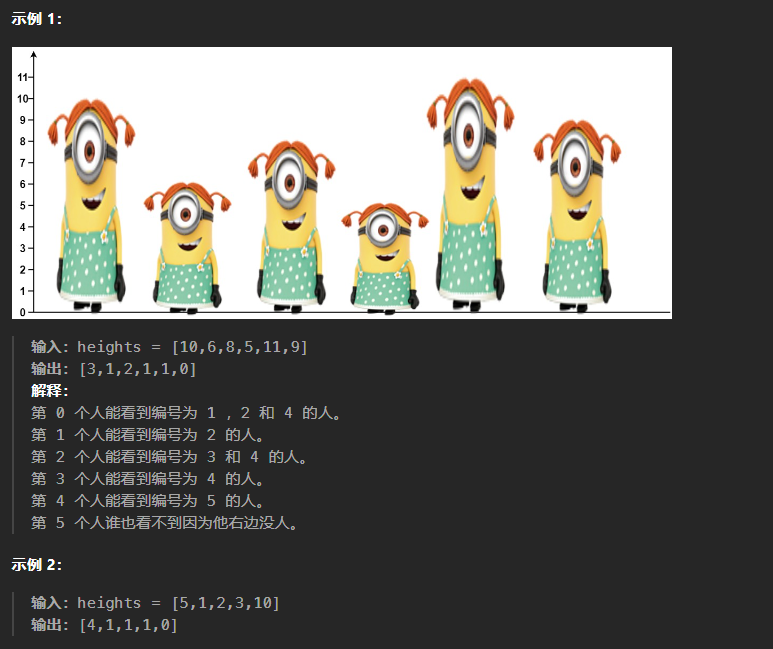 示例 1：
11
10
9
8
7
6
5
4
3
2
1
0
输入：heights = [10,6,8,5,11,9]
输出：[3,1,2,1,1,0]
解释：
第 0 个人能看到编号为 1 ，2 和 4 的人。
第 1 个人能看到编号为 2 的人。
第 2 个人能看到编号为 3 和 4 的人。
第 3 个人能看到编号为 4 的人。
第 4 个人能看到编号为 5 的人。
第 5 个人谁也看不到因为他右边没人。
示例 2：
输入：heights = [5,1,2,3,10]
输出：[4,1,1,1,0]